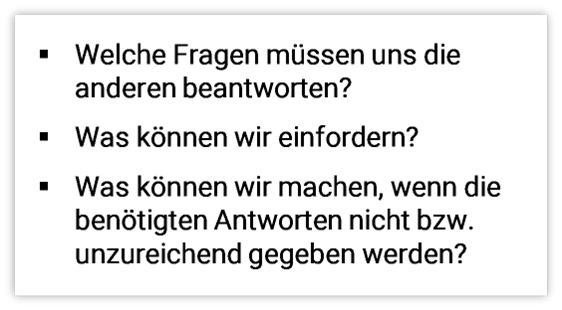 ▪ Welche Fragen müssen uns die
anderen beantworten?
▪ Was können wir einfordern?
▪ Was können wir machen, wenn die
benötigten Antworten nicht bzw.
unzureichend gegeben werden?